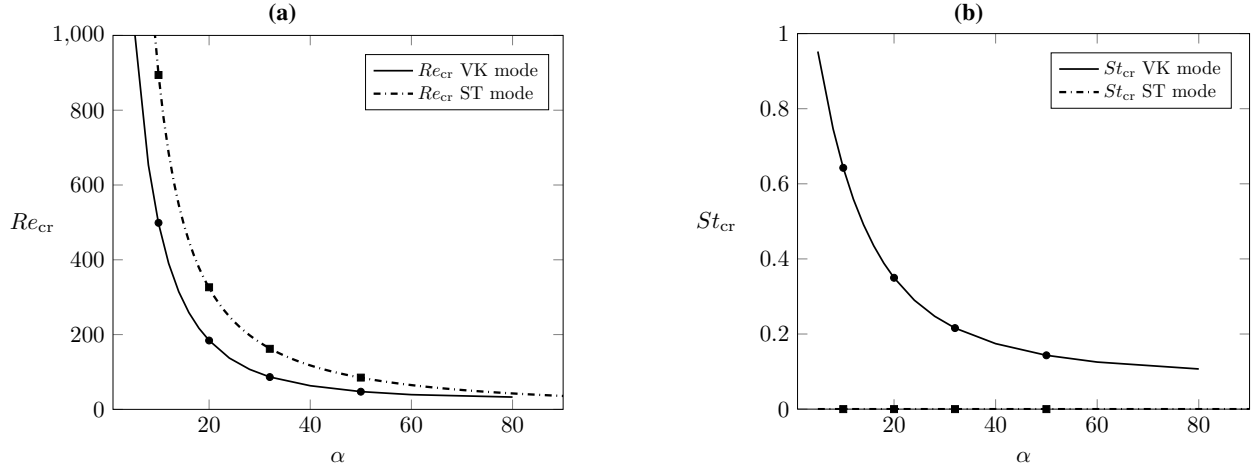 (a)
1,000
800
600
400
200
0
Re_cr
20 40 60 80
α
Re_cr VK mode
Re_cr ST mode
(b)
1
0.8
0.6
0.4
0.2
0
St_cr
20 40 60 80
α
St_cr VK mode
St_cr ST mode